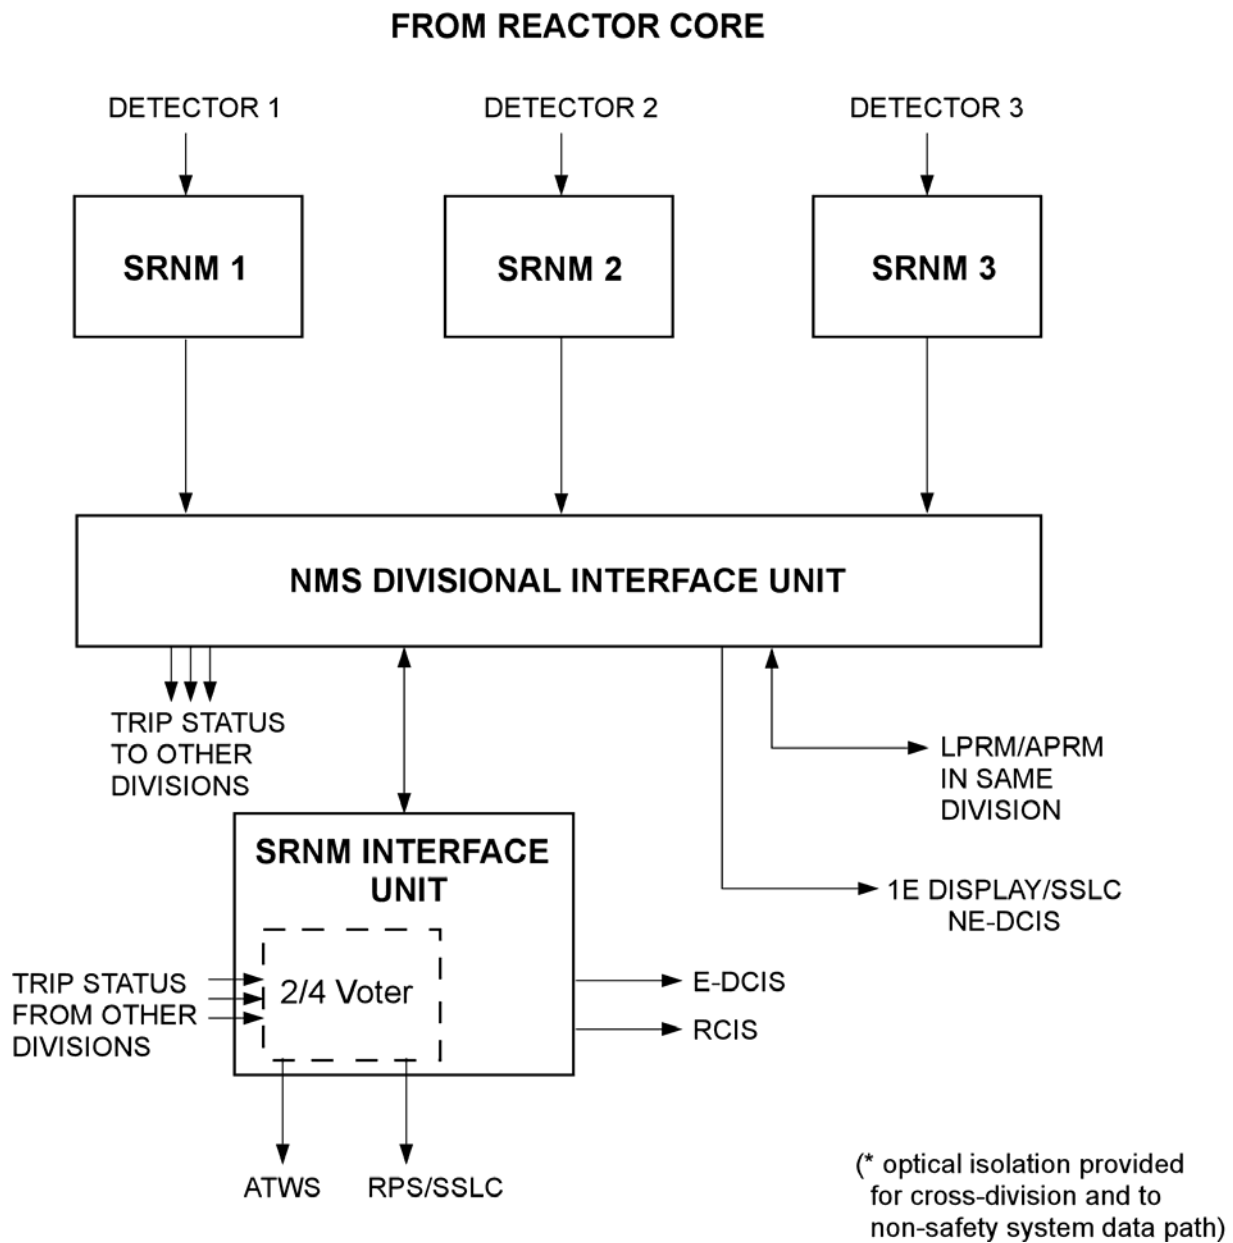 FROM REACTOR CORE
DETECTOR 1
DETECTOR 2
DETECTOR 3
SRNM 1
SRNM 2
SRNM 3
NMS DIVISIONAL INTERFACE UNIT
TRIP STATUS
TO OTHER
DIVISIONS
LPRM/APRM
IN SAME
DIVISION
SRNM INTERFACE
UNIT
1E DISPLAY/SSLC
NE-DCIS
TRIP STATUS
FROM OTHER
DIVISIONS
2/4 Voter
E-DCIS
RCIS
ATWS
RPS/SSLC
(* optical isolation provided
for cross-division and to
non-safety system data path)